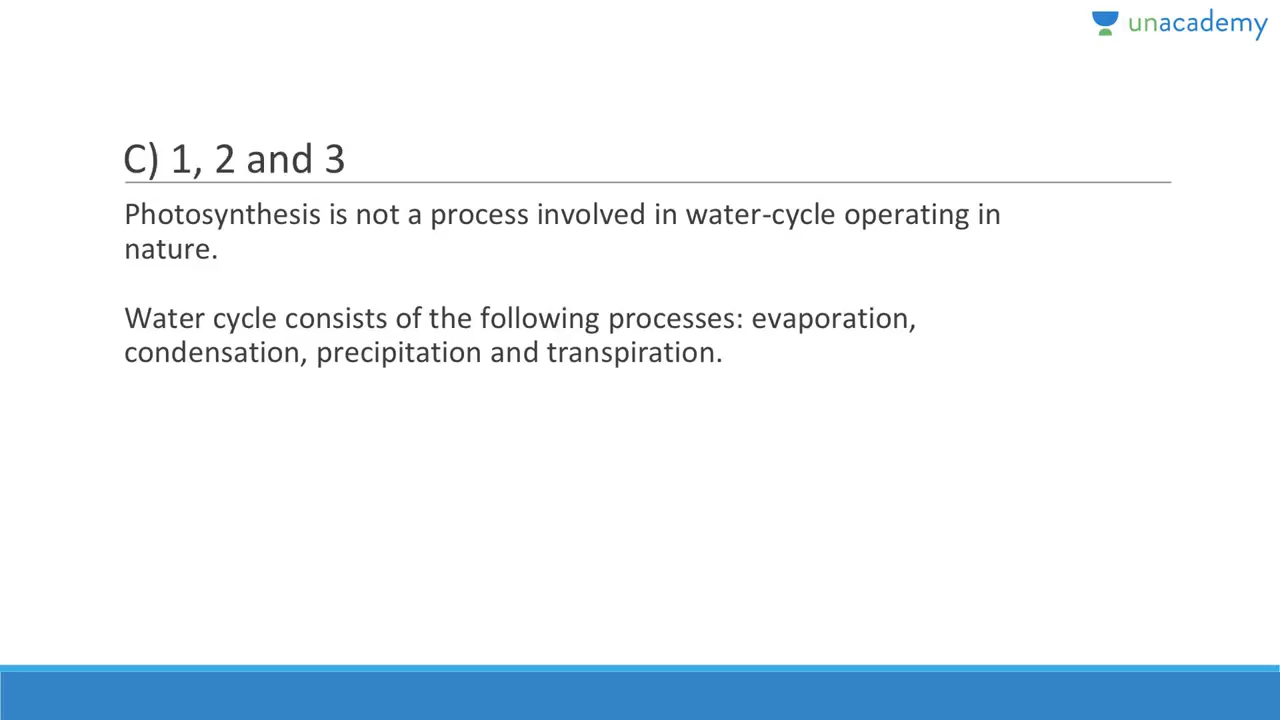 unacademy
C) 1, 2 and 3
Photosynthesis is not a process involved in water-cycle operating in
nature.
Water cycle consists of the following processes: evaporation,
condensation, precipitation and transpiration.